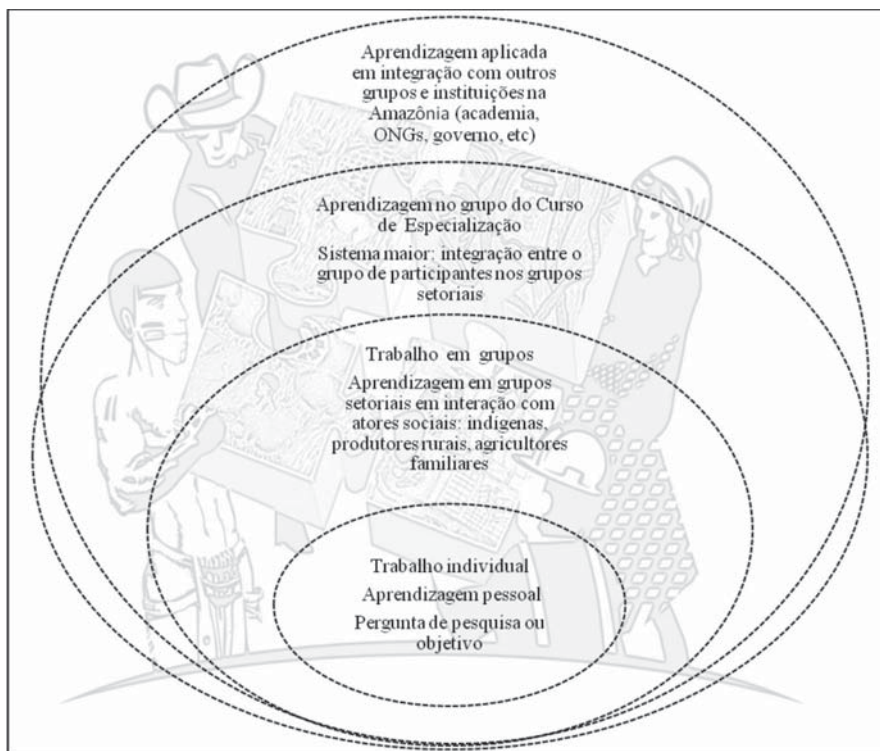 Aprendizagem aplicada
em integração com outros
grupos e instituições na
Amazônia (academia,
ONGs, governo, etc)
Aprendizagem no grupo do Curso
de Especialização
Sistema maior: integração entre o
grupo de participantes nos grupos
setoriais
Trabalho em grupos
Aprendizagem em grupos
setoriais em interação com
atores sociais: indígenas,
produtores rurais, agricultores
familiares
Trabalho individual
Aprendizagem pessoal
Pergunta de pesquisa ou
objetivo